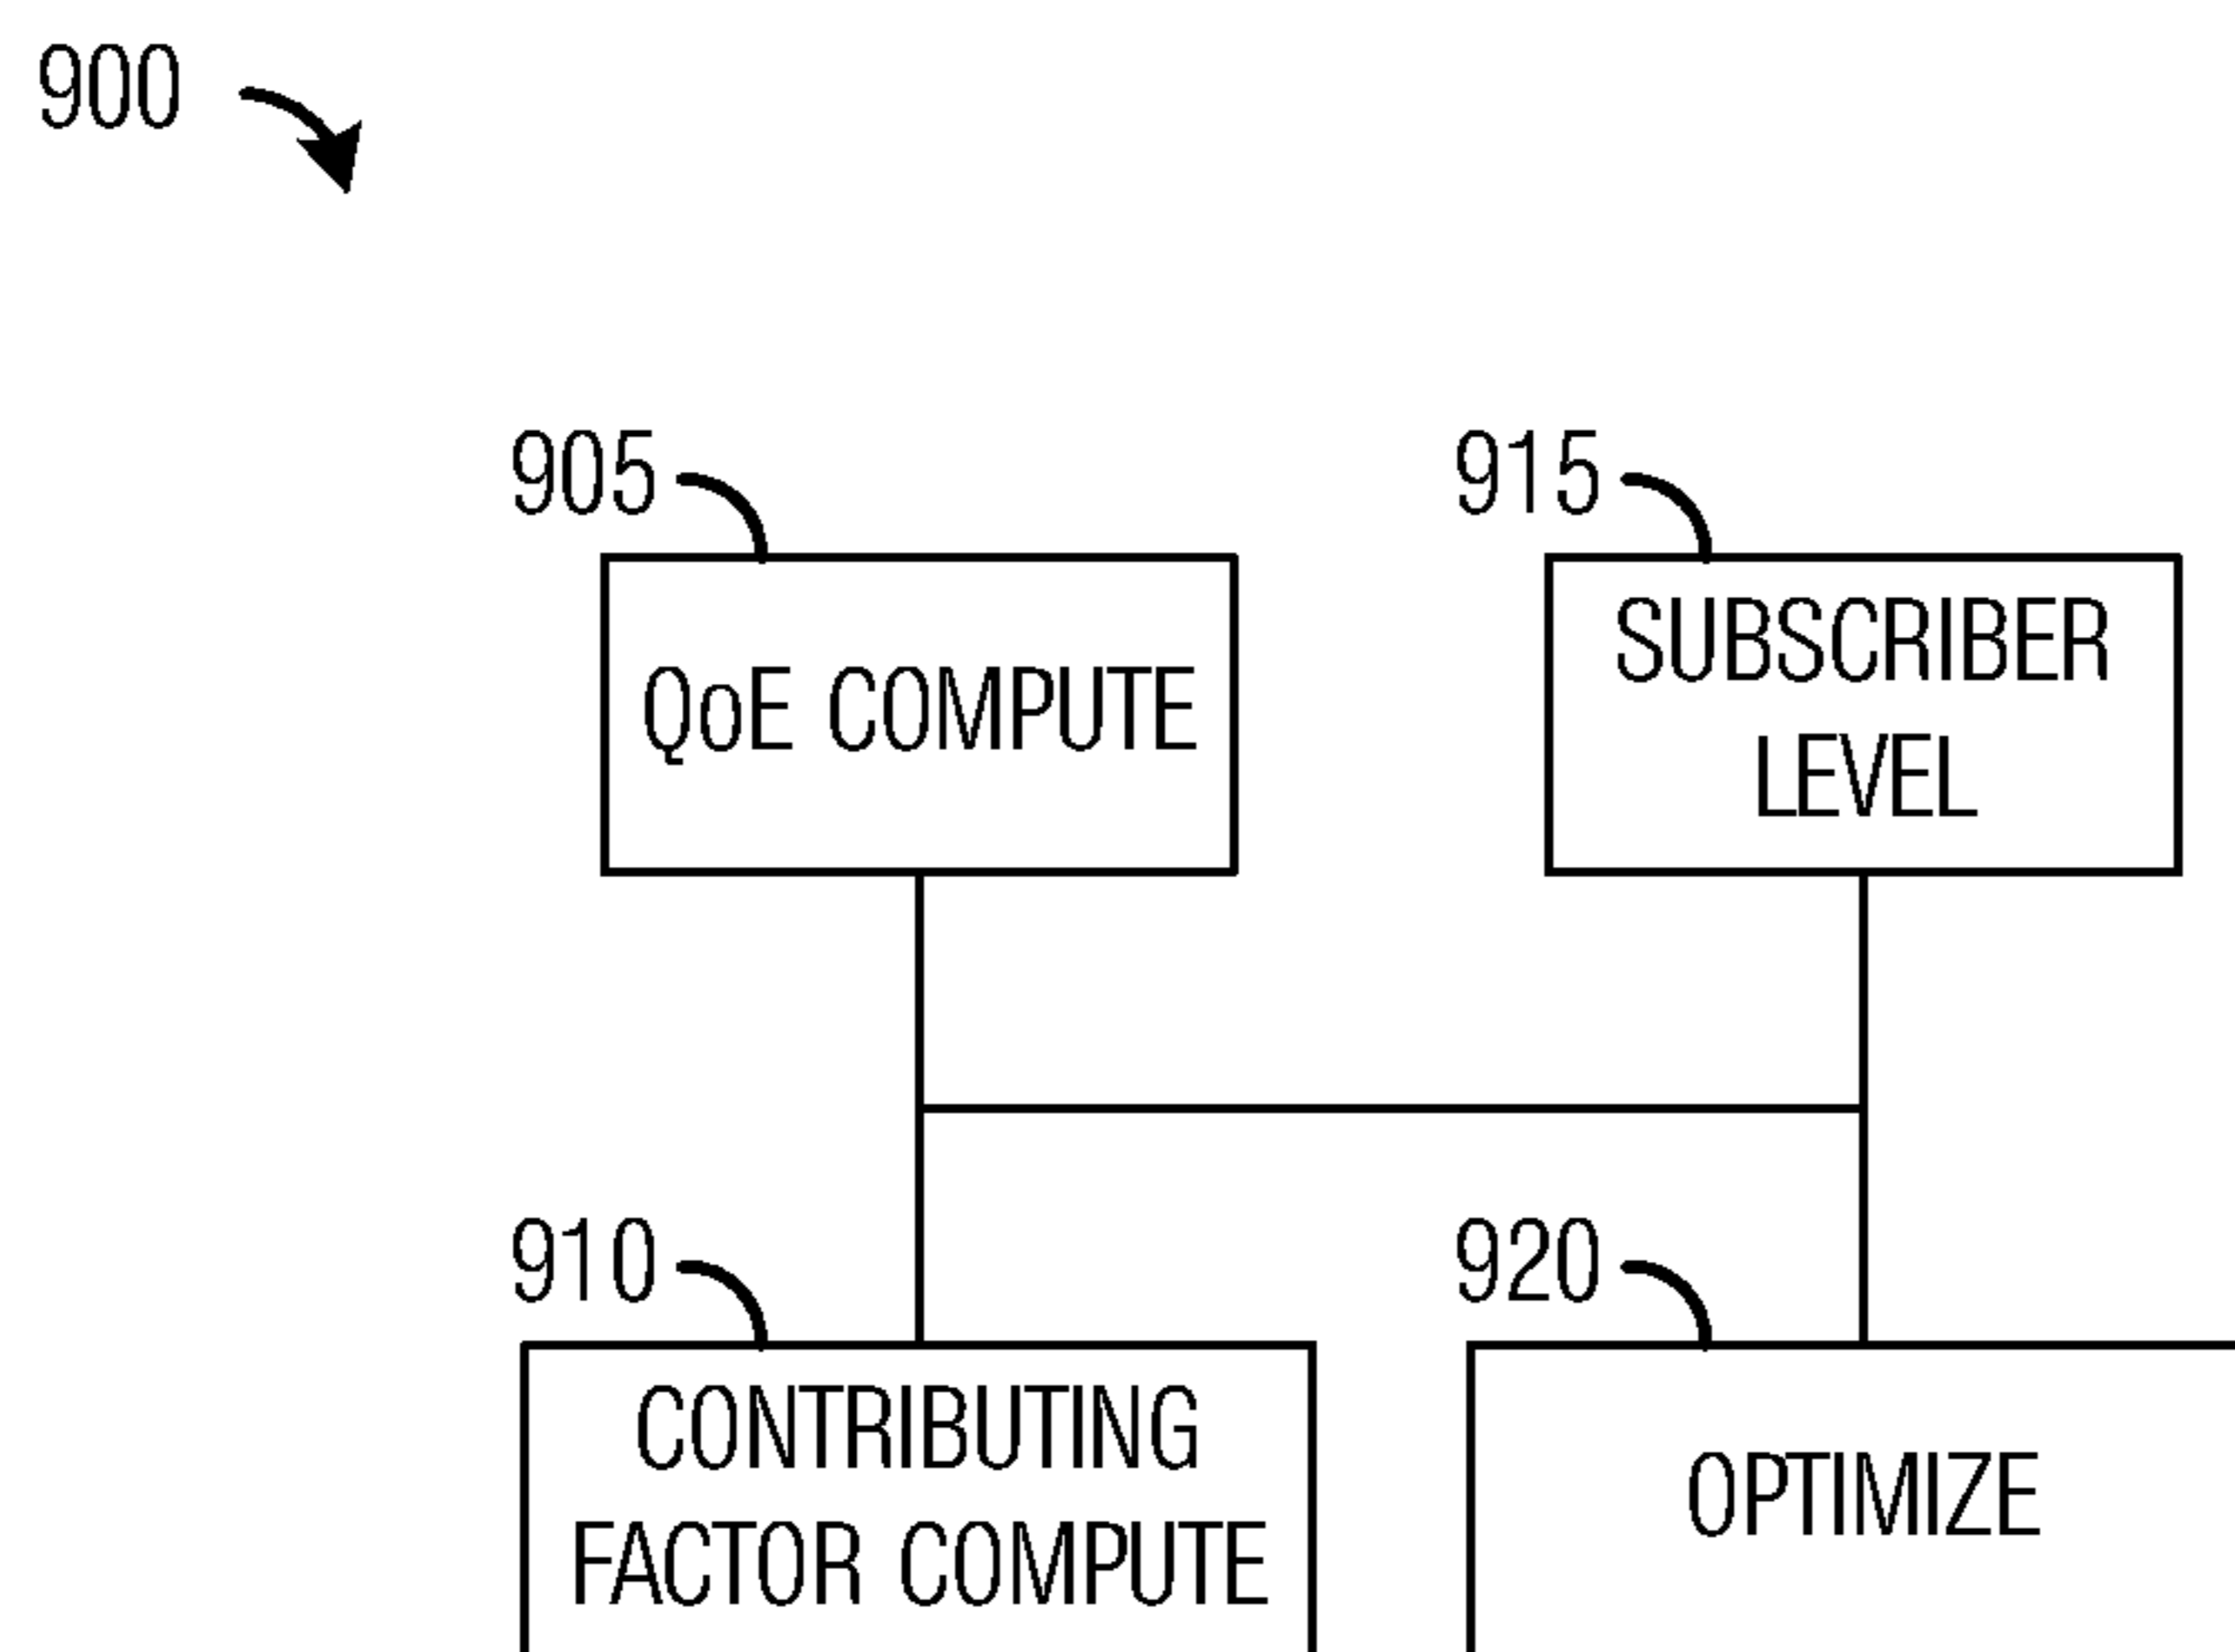 900
905
QoE COMPUTE
915
SUBSCRIBER
LEVEL
910
CONTRIBUTING
FACTOR COMPUTE
920
OPTIMIZE